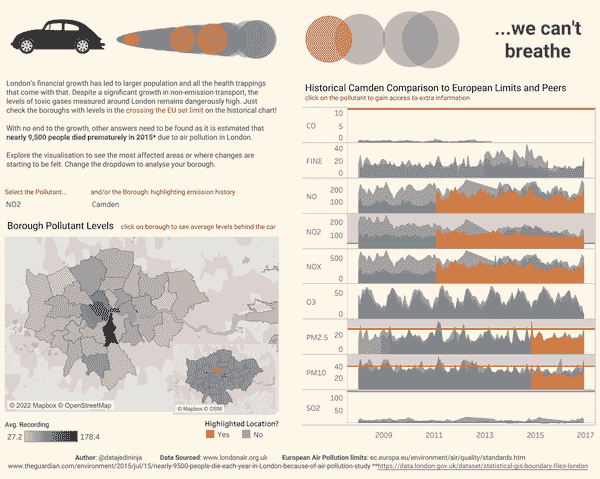 ...we can't
breathe
London's financial growth has led to larger population and all the health trappings
that come with that. Despite a significant growth in non-emission transport, the
levels of toxic gases measured around London remains dangerously high. Just
check the boroughs with levels in the crossing the EU set limit on the historical chart!
With no end to the growth, other answers need to be found as it is estimated that
nearly 9,500 people died prematurely in 2015* due to air pollution in London.
Explore the visualisation to see the most affected areas or where changes are
starting to be felt. Change the dropdown to analyse your borough.
Select the Pollutant... and/or the Borough: highlighting emission history
NO2 Camden
Borough Pollutant Levels click on borough to see average levels behind the car
© 2022 Mapbox © OpenStreetMap
© Mapbox © OSM
Avg. Recording
27.2 178.4
Highlighted Location?
Yes No
Historical Camden Comparison to European Limits and Peers
click on the pollutant to gain access to extra information
CO 10 5 0
FINE 40 20 0
NO 200 100
NO2 200 100
NOX 500 0
O3 50 0
PM2.5 20 0
PM10 40 20 0
SO2 100 50 0
2009 2011 2013 2015 2017
Author: @datajedininja Data Sourced: www.londonair.org.uk European Air Pollution limits: ec.europa.eu/environment/air/quality/standards.htm
www.theguardian.com/environment/2015/jul/15/nearly-9500-people-die-each-year-in-London-because-of-air-pollution-study **https://data.london.gov.uk/dataset/statistical-gis-boundary-files-london